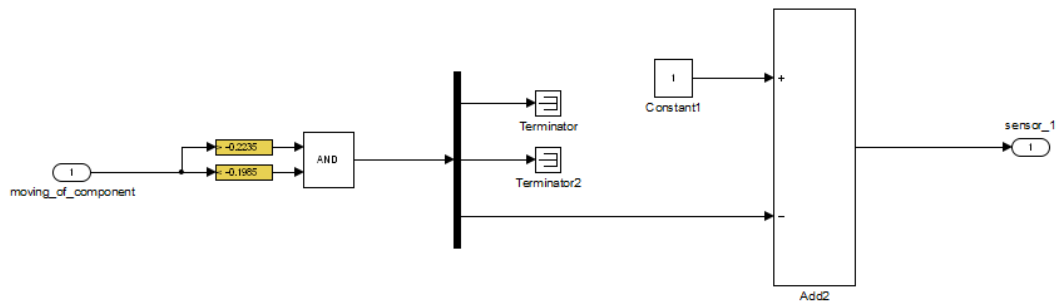 1
moving_of_component
> -0.2235
< -0.1985
AND
Terminator
Terminator2
1
Constant1
+
−
Add2
sensor_1
1